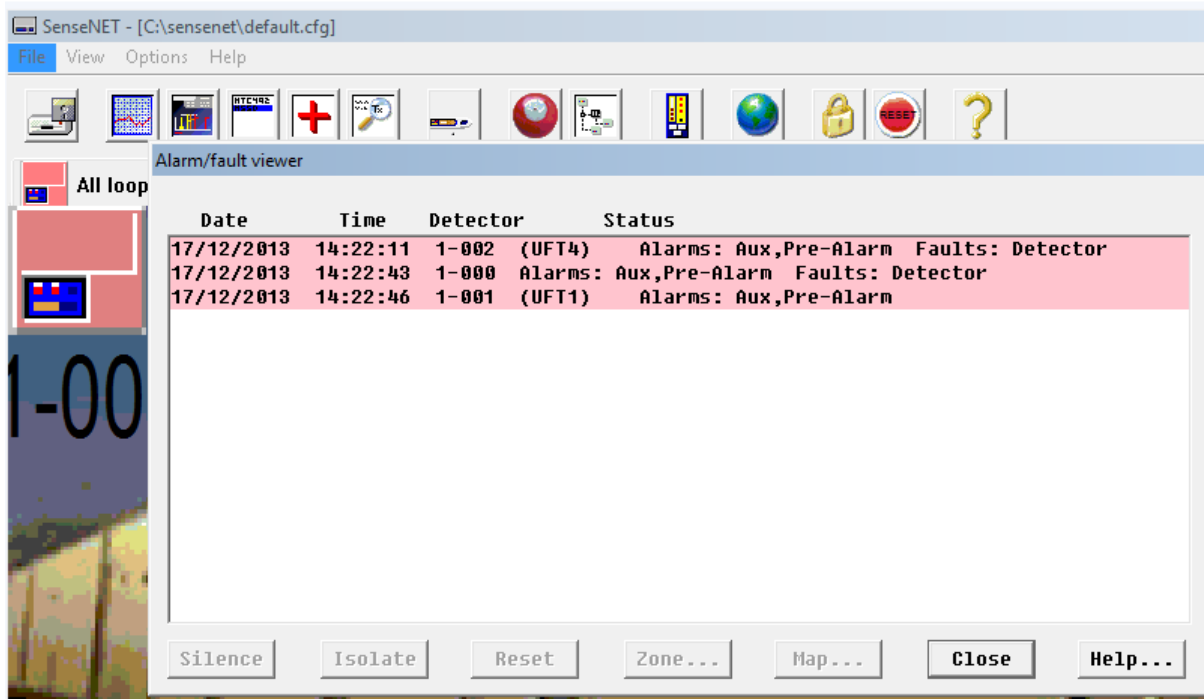 SenseNET - [C:\sensenet\default.cfg]
File View Options Help
HTC492
Tx
RESET
Alarm/fault viewer
All loop
Date Time Detector Status
17/12/2013 14:22:11 1-002 (UFT4) Alarms: Aux,Pre-Alarm Faults: Detector
17/12/2013 14:22:43 1-000 Alarms: Aux,Pre-Alarm Faults: Detector
17/12/2013 14:22:46 1-001 (UFT1) Alarms: Aux,Pre-Alarm
1-00
Silence Isolate Reset Zone... Map... Close Help...